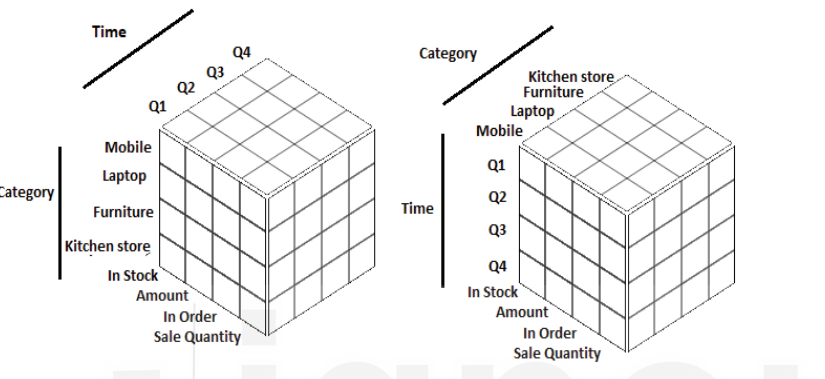 Time
Q4
Q3
Q2
Q1
Mobile
Laptop
Category
Furniture
Kitchen store
In Stock
Amount
In Order
Sale Quantity
Category
Kitchen store
Furniture
Laptop
Mobile
Q1
Q2
Time
Q3
Q4
In Stock
Amount
In Order
Sale Quantity